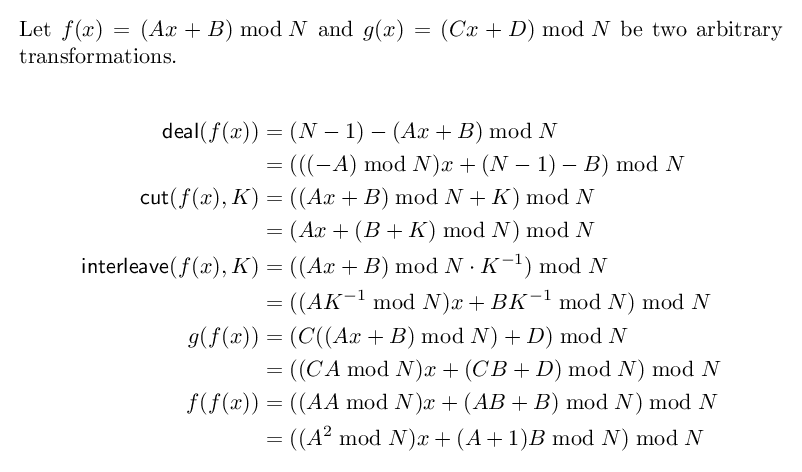 Let f(x) = (Ax + B) mod N and g(x) = (Cx + D) mod N be two arbitrary
transformations.
deal(f(x)) = (N − 1) − (Ax + B) mod N
= (((−A) mod N)x + (N − 1) − B) mod N
cut(f(x), K) = ((Ax + B) mod N + K) mod N
= (Ax + (B + K) mod N) mod N
interleave(f(x), K) = ((Ax + B) mod N · K⁻¹) mod N
= ((AK⁻¹ mod N)x + BK⁻¹ mod N) mod N
g(f(x)) = (C((Ax + B) mod N) + D) mod N
= ((CA mod N)x + (CB + D) mod N) mod N
f(f(x)) = ((AA mod N)x + (AB + B) mod N) mod N
= ((A² mod N)x + (A + 1)B mod N) mod N